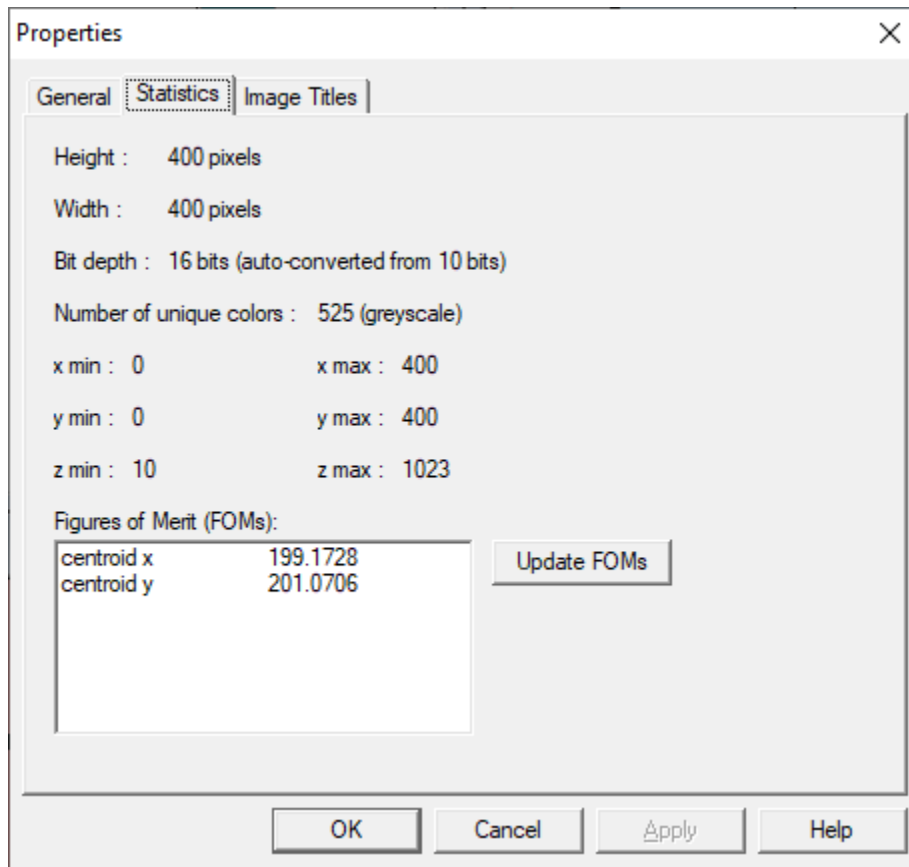 Properties
General Statistics Image Titles
Height : 400 pixels
Width : 400 pixels
Bit depth : 16 bits (auto-converted from 10 bits)
Number of unique colors : 525 (greyscale)
x min : 0 x max : 400
y min : 0 y max : 400
z min : 10 z max : 1023
Figures of Merit (FOMs):
centroid x 199.1728
centroid y 201.0706
Update FOMs
OK Cancel Apply Help